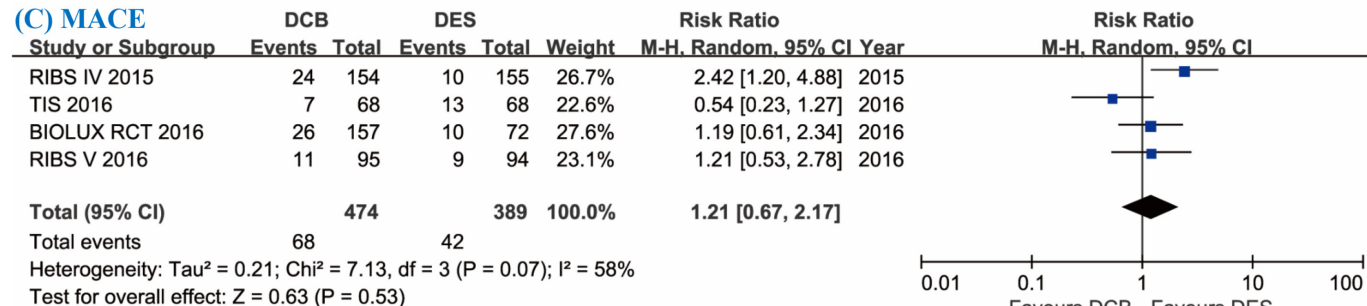 (C) MACE DCB DES Risk Ratio Risk Ratio
Study or Subgroup Events Total Events Total Weight M-H, Random, 95% CI Year M-H, Random, 95% CI
RIBS IV 2015 24 154 10 155 26.7% 2.42 [1.20, 4.88] 2015
TIS 2016 7 68 13 68 22.6% 0.54 [0.23, 1.27] 2016
BIOLUX RCT 2016 26 157 10 72 27.6% 1.19 [0.61, 2.34] 2016
RIBS V 2016 11 95 9 94 23.1% 1.21 [0.53, 2.78] 2016
Total (95% CI) 474 389 100.0% 1.21 [0.67, 2.17]
Total events 68 42
Heterogeneity: Tau² = 0.21; Chi² = 7.13, df = 3 (P = 0.07); I² = 58%
0.01 0.1 1 10 100
Test for overall effect: Z = 0.63 (P = 0.53)
Favours DCB Favours DES